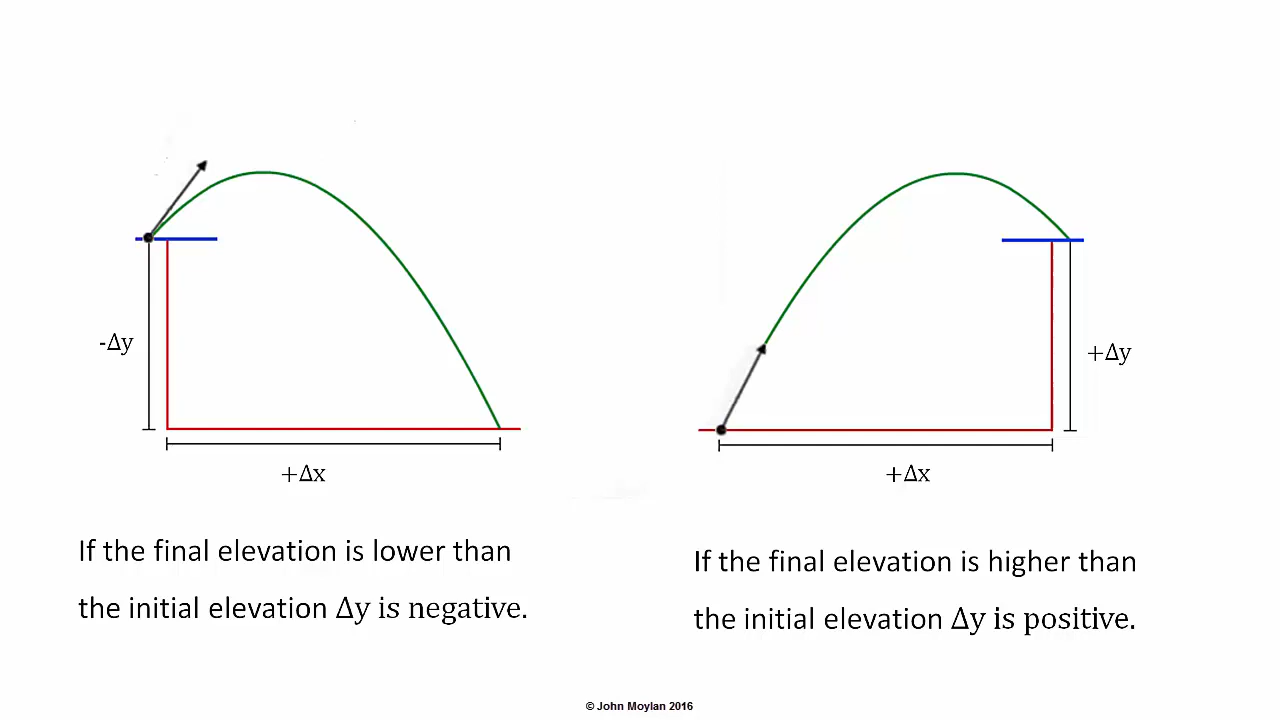 -Δy
+Δx
If the final elevation is lower than
the initial elevation Δy is negative.
+Δy
+Δx
If the final elevation is higher than
the initial elevation Δy is positive.
© John Moylan 2016